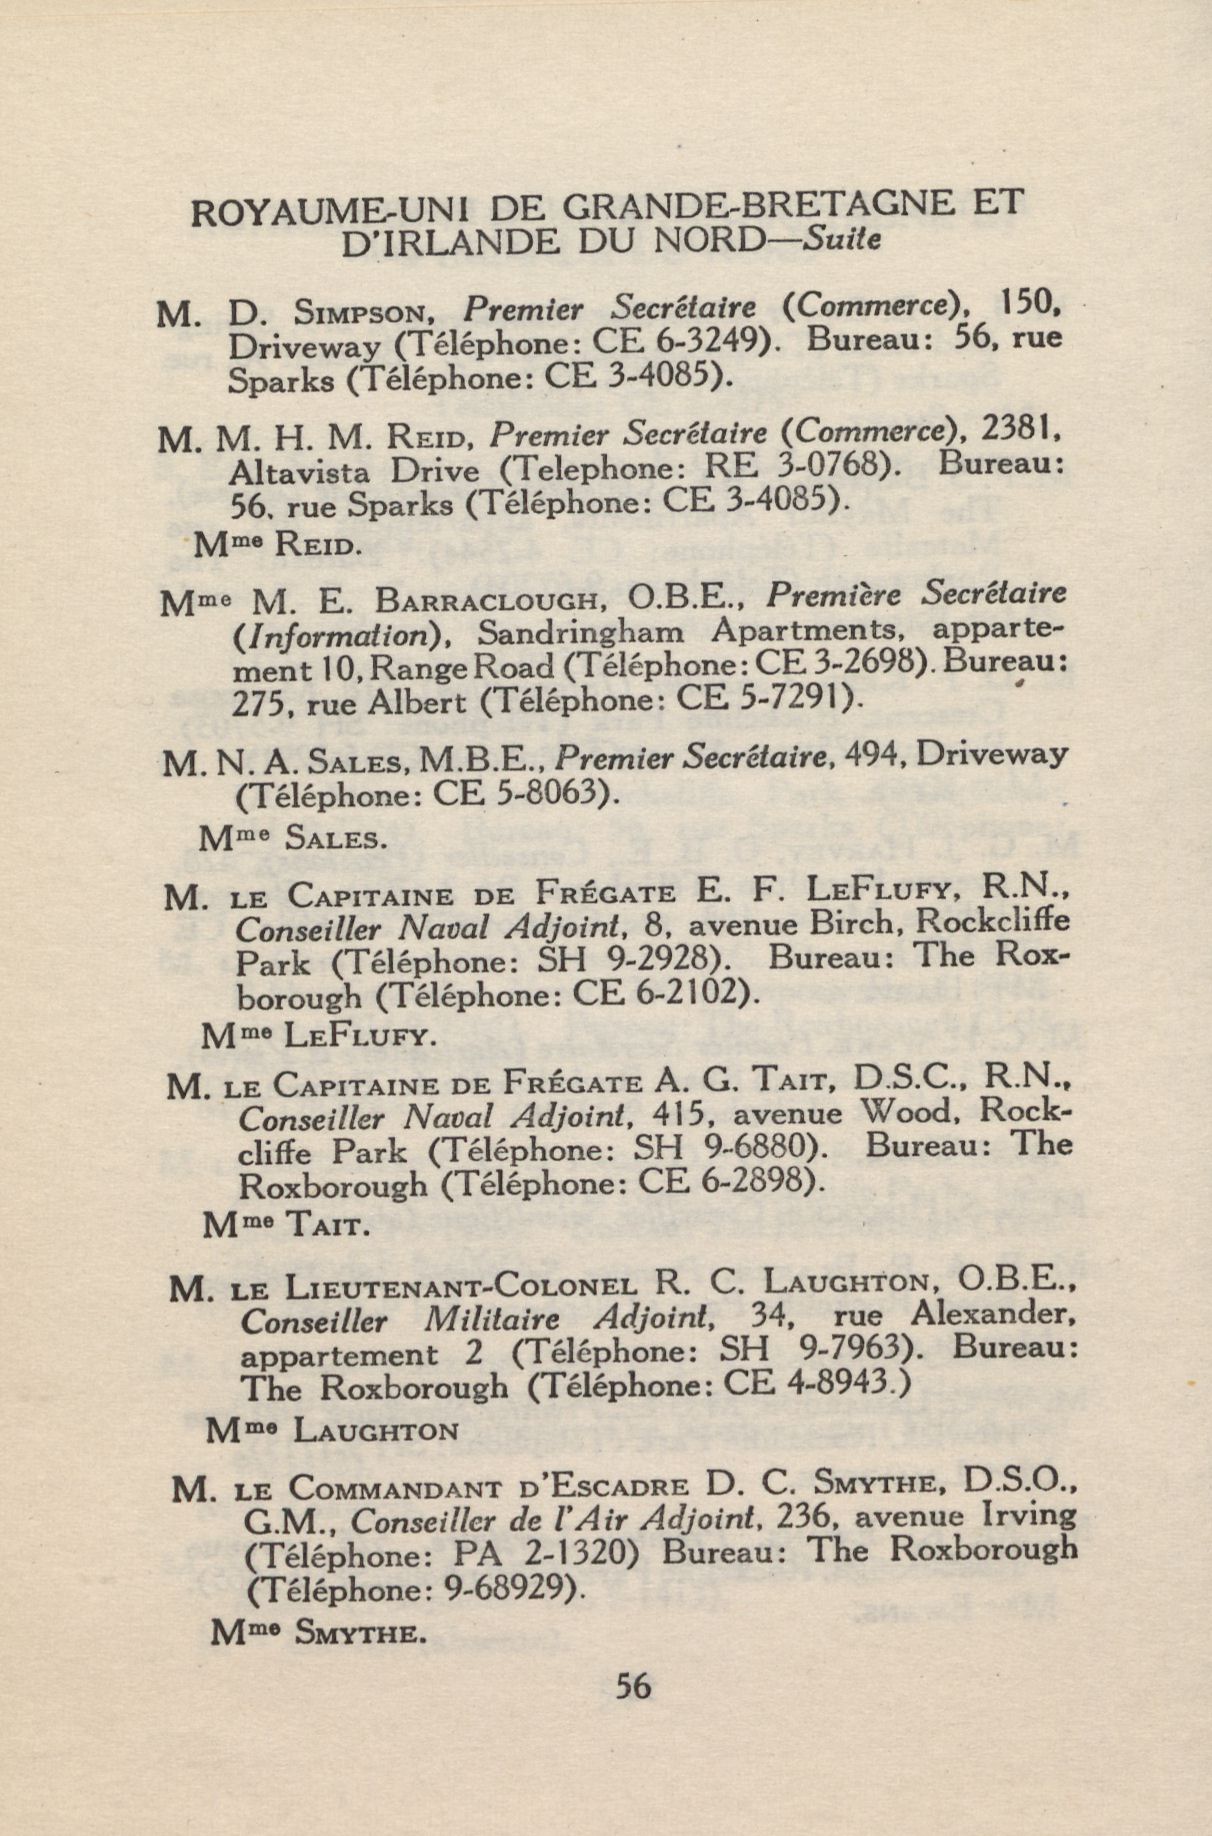 ROYAUME-UNI DE GRANDE-BRETAGNE ET
D'IRLANDE DU NORD—Suite
M. D. SIMPSON, Premier Secrétaire (Commerce), 150,
Driveway (Téléphone: CE 6-3249). Bureau: 56, rue
Sparks (Téléphone: CE 3-4085).
M. M. H. M. REID, Premier Secrétaire (Commerce), 2381,
Altavista Drive (Telephone: RE 3-0768). Bureau:
56, rue Sparks (Téléphone: CE 3-4085).
Mme REID.
Mme M. E. BARRACLOUGH, O.B.E., Première Secrétaire
(Information), Sandringham Apartments, apparte-
ment 10, Range Road (Téléphone: CE 3-2698). Bureau:
275, rue Albert (Téléphone: CE 5-7291).
M. N. A. SALES, M.B.E., Premier Secrétaire, 494, Driveway
(Téléphone: CE 5-8063).
Mme SALES.
M. LE CAPITAINE DE FRÉGATE E. F. LEFLUFY, R.N.,
Conseiller Naval Adjoint, 8, avenue Birch, Rockcliffe
Park (Téléphone: SH 9-2928). Bureau: The Rox-
borough (Téléphone: CE 6-2102).
Mme LEFLUFY.
M. LE CAPITAINE DE FRÉGATE A. G. TAIT, D.S.C., R.N.,
Conseiller Naval Adjoint, 415, avenue Wood, Rock-
cliffe Park (Téléphone: SH 9-6880). Bureau: The
Roxborough (Téléphone: CE 6-2898).
Mme TAIT.
M. LE LIEUTENANT-COLONEL R. C. LAUGHTON, O.B.E.,
Conseiller Militaire Adjoint, 34, rue Alexander,
appartement 2 (Téléphone: SH 9-7963). Bureau:
The Roxborough (Téléphone: CE 4-8943.)
Mme LAUGHTON
M. LE COMMANDANT D'ESCADRE D. C. SMYTHE, D.S.O.,
G.M., Conseiller de l'Air Adjoint, 236, avenue Irving
(Téléphone: PA 2-1320) Bureau: The Roxborough
(Téléphone: 9-68929).
Mme SMYTHE.
56